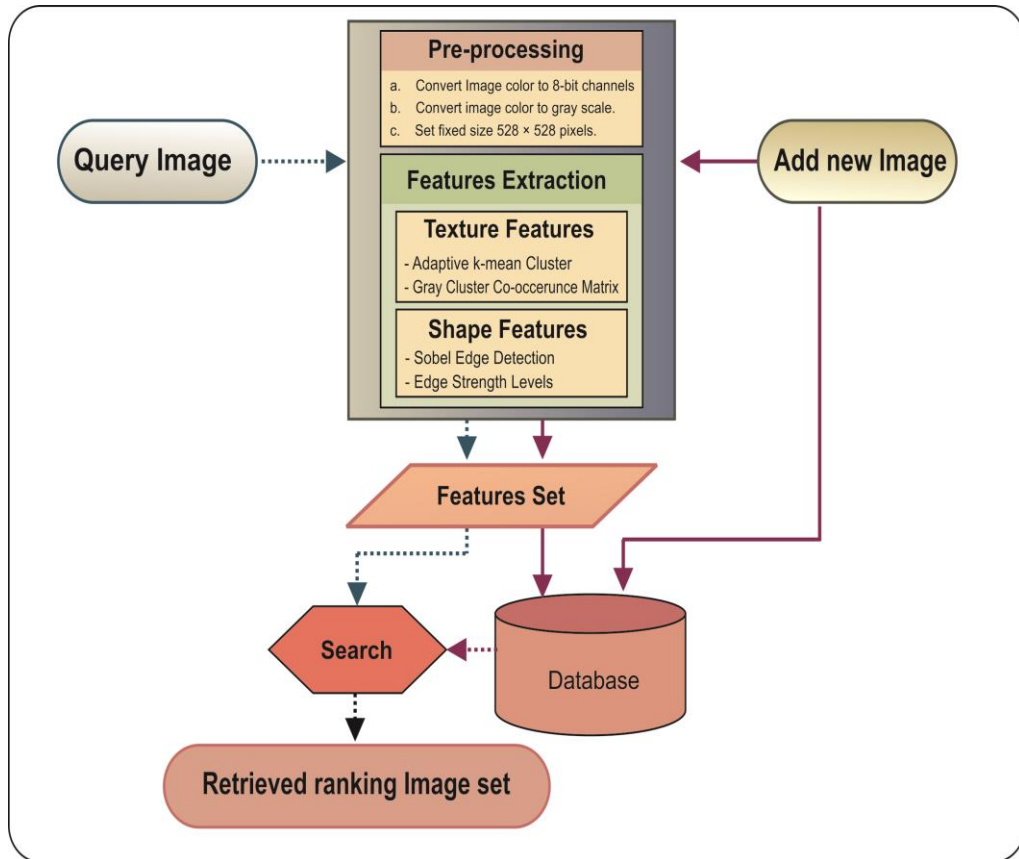 Pre-processing
a. Convert Image color to 8-bit channels
b. Convert image color to gray scale.
c. Set fixed size 528 × 528 pixels.
Query Image
Add new Image
Features Extraction
Texture Features
- Adaptive k-mean Cluster
- Gray Cluster Co-occerunce Matrix
Shape Features
- Sobel Edge Detection
- Edge Strength Levels
Features Set
Search
Database
Retrieved ranking Image set